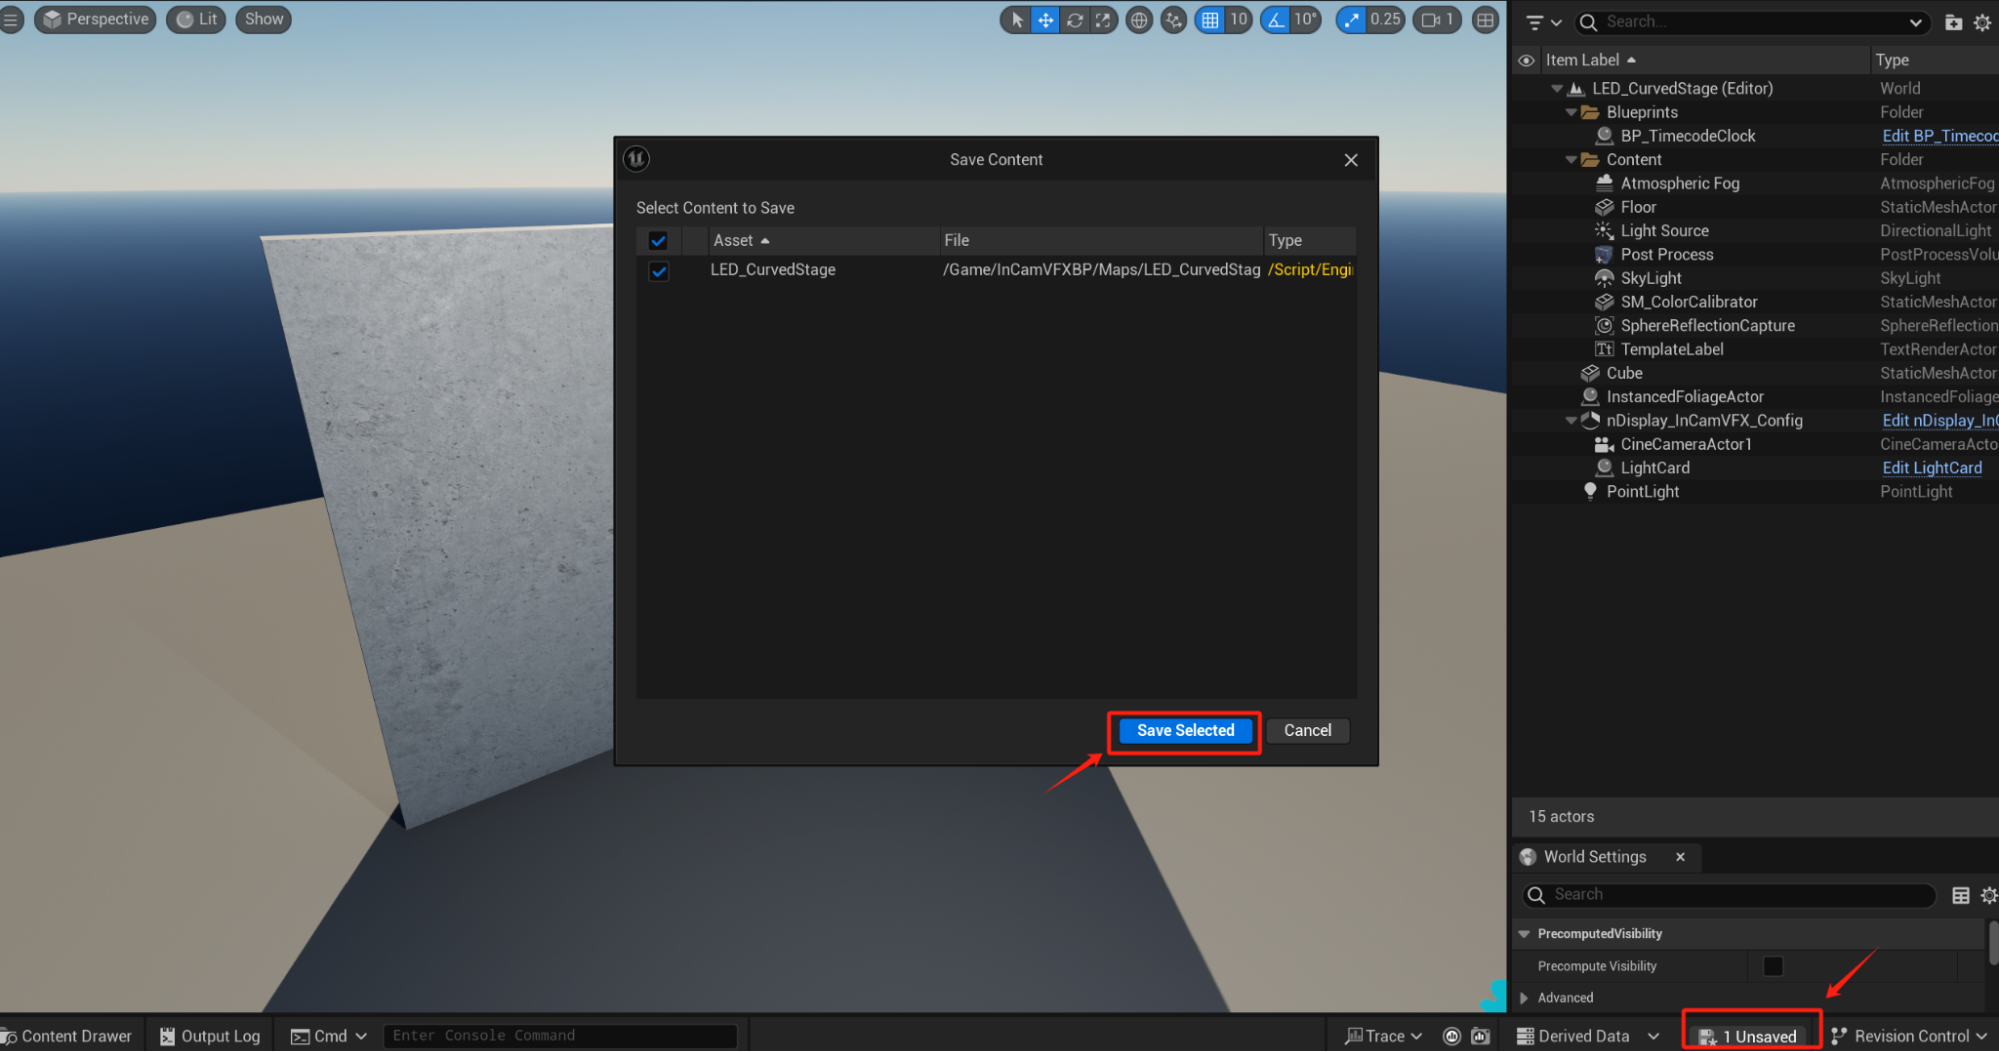 Perspective
Lit
Show
10
10°
0.25
1
Search...
Item Label
Type
LED_CurvedStage (Editor)
World
Blueprints
Folder
BP_TimecodeClock
Edit BP_Timecod
Content
Folder
Atmospheric Fog
AtmosphericFog
Floor
StaticMeshActor
Light Source
DirectionalLight
Post Process
PostProcessVolu
SkyLight
SkyLight
SM_ColorCalibrator
StaticMeshActor
SphereReflectionCapture
SphereReflection
TemplateLabel
TextRenderActor
Cube
StaticMeshActor
InstancedFoliageActor
InstancedFoliage
nDisplay_InCamVFX_Config
Edit nDisplay_InC
CineCameraActor1
CineCameraActo
LightCard
Edit LightCard
PointLight
PointLight
15 actors
Save Content
Select Content to Save
Asset
File
Type
LED_CurvedStage
/Game/InCamVFXBP/Maps/LED_CurvedStag
/Script/Engi
Save Selected
Cancel
World Settings
Search
PrecomputedVisibility
Precompute Visibility
Advanced
Content Drawer
Output Log
Cmd
Enter Console Command
Trace
Derived Data
1 Unsaved
Revision Control